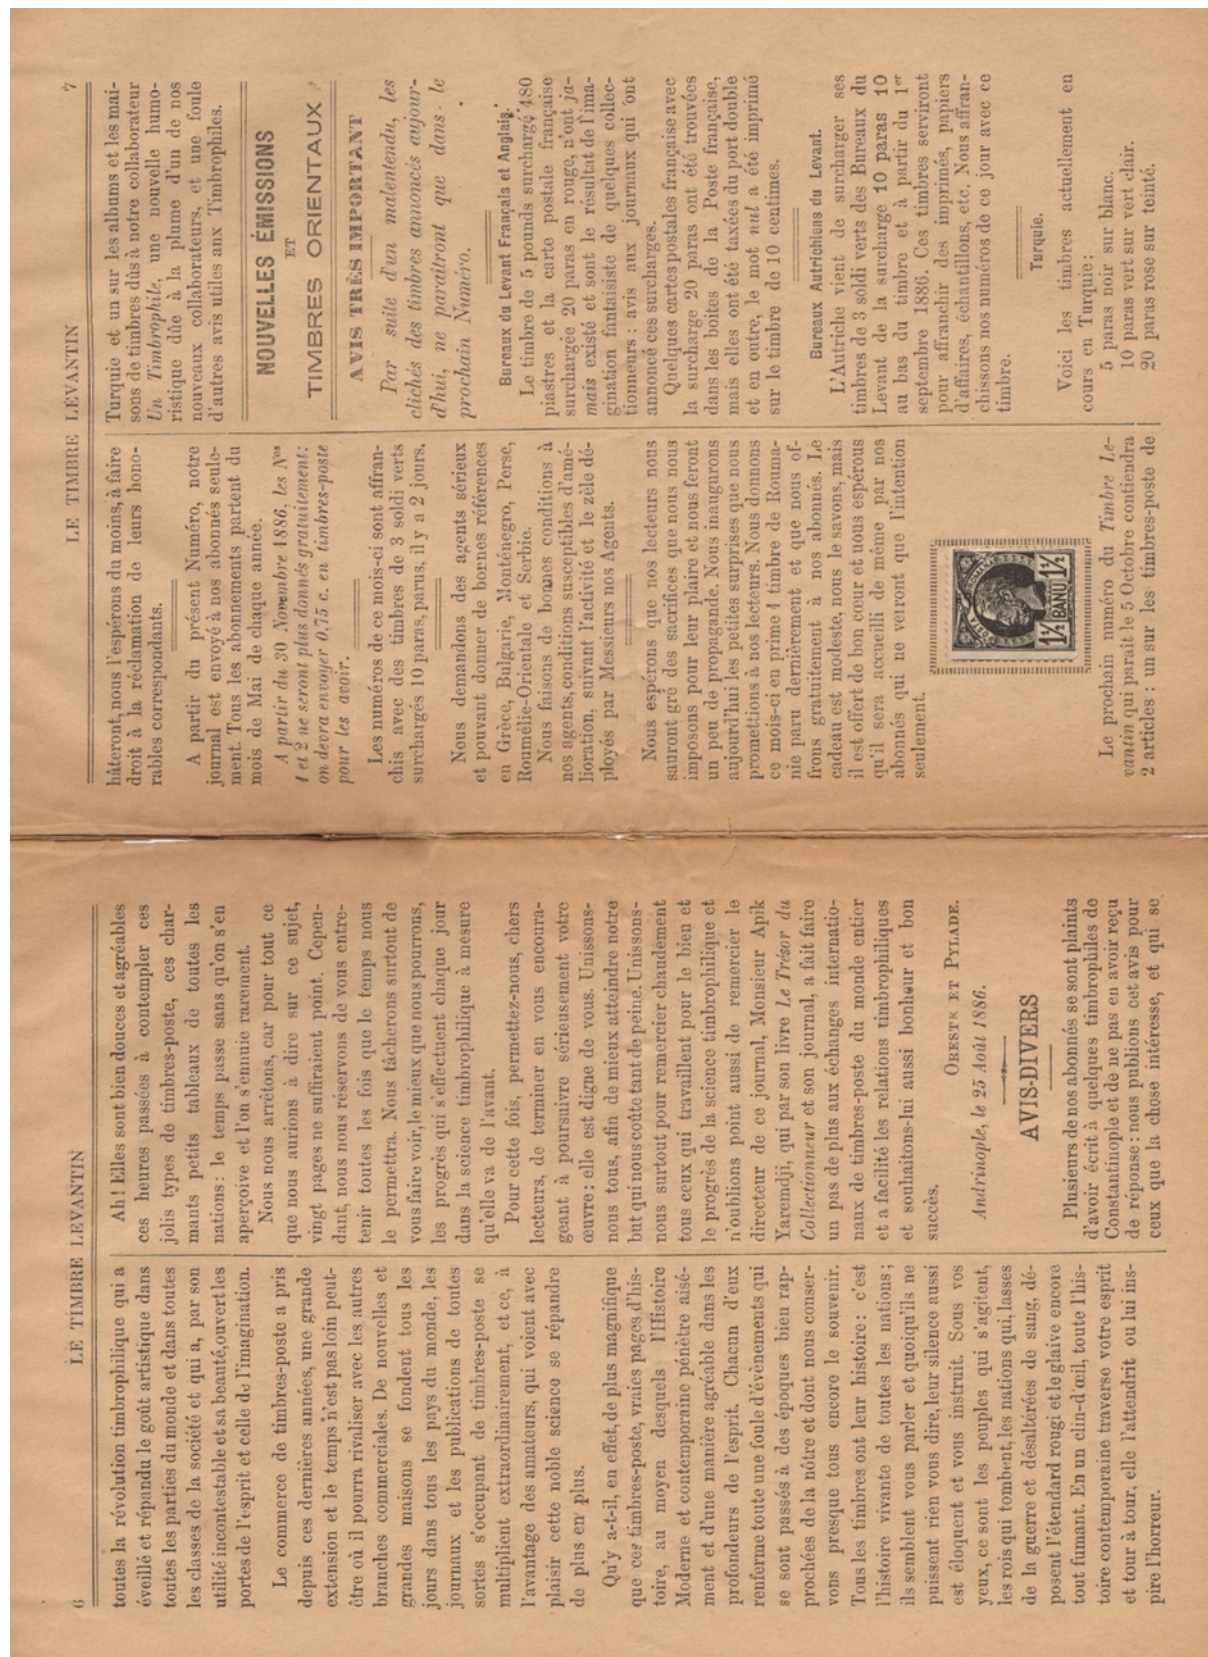 6
LE TIMBRE LEVANTIN
toutes la révolution timbrophilique qui a
éveillé et répandu le goût artistique dans
toutes les parties du monde et dans toutes
les classes de la société et qui a, par son
utilité incontestable et sa beauté, ouvert les
portes de l'esprit et celle de l'imagination.
Le commerce de timbres-poste a pris
depuis ces dernières années, une grande
extension et le temps n'est pas loin peut-
être où il pourra rivaliser avec les autres
branches commerciales. De nouvelles et
grandes maisons se fondent tous les
jours dans tous les pays du monde, les
journaux et les publications de toutes
sortes s'occupant de timbres-poste se
multiplient extraordinairement, et ce, à
l'avantage des amateurs, qui voient avec
plaisir cette noble science se répandre
de plus en plus.
Qu'y a-t-il, en effet, de plus magnifique
que ces timbres-poste, vraies pages d'his-
toire, au moyen desquels l'Histoire
Moderne et contemporaine pénètre aisé-
ment et d'une manière agréable dans les
profondeurs de l'esprit. Chacun d'eux
renferme toute une foule d'évènements qui
se sont passés à des époques bien rap-
prochées de la nôtre et dont nous conser-
vons presque tous encore le souvenir.
Tous les timbres ont leur histoire : c'est
l'histoire vivante de toutes les nations ;
ils semblent vous parler et quoiqu'ils ne
puissent rien vous dire, leur silence aussi
est éloquent et vous instruit. Sous vos
yeux, ce sont les peuples qui s'agitent,
les rois qui tombent, les nations qui, lasses
de la guerre et désaltérées de sang, dé-
posent l'étendard rougi et le glaive encore
tout fumant. En un clin-d'œil, toute l'his-
toire contemporaine traverse votre esprit
et tour à tour, elle l'attendrit ou lui ins-
pire l'horreur.
Ah ! Elles sont bien douces et agréables
ces heures passées à contempler ces
jolis types de timbres-poste, ces char-
mants petits tableaux de toutes les
nations : le temps passe sans qu'on s'en
aperçoive et l'on s'ennuie rarement.
Nous nous arrêtons, car pour tout ce
que nous aurions à dire sur ce sujet,
vingt pages ne suffiraient point. Cepen-
dant, nous nous réservons de vous entre-
tenir toutes les fois que le temps nous
le permettra. Nous tâcherons surtout de
vous faire voir, le mieux que nous pourrons,
les progrès qui s'effectuent chaque jour
dans la science timbrophilique à mesure
qu'elle va de l'avant.
Pour cette fois, permettez-nous, chers
lecteurs, de terminer en vous encoura-
geant à poursuivre sérieusement votre
œuvre : elle est digne de vous. Unissons-
nous tous, afin de mieux atteindre notre
but qui nous coûte tant de peine. Unissons-
nous surtout pour remercier chaudement
tous ceux qui travaillent pour le bien et
le progrès de la science timbrophilique et
n'oublions point aussi de remercier le
directeur de ce journal, Monsieur Apik
Yaremdji, qui par son livre Le Trésor du
Collectionneur et son journal, a fait faire
un pas de plus aux échanges internatio-
naux de timbres-poste du monde entier
et a facilité les relations timbrophiliques
et souhaitons-lui aussi bonheur et bon
succès.
ORESTE ET PYLADE.
Andrinople, le 25 Août 1886.
AVIS-DIVERS
Plusieurs de nos abonnés se sont plaints
d'avoir écrit à quelques timbrophiles de
Constantinople et de ne pas en avoir reçu
de réponse : nous publions cet avis pour
ceux que la chose intéresse, et qui se
LE TIMBRE LEVANTIN
7
hâteront, nous l'espérons du moins, à faire
droit à la réclamation de leurs hono-
rables correspondants.
A partir du présent Numéro, notre
journal est envoyé à nos abonnés seule-
ment. Tous les abonnements partent du
mois de Mai de chaque année.
A partir du 30 Novembre 1886, les Nos
1 et 2 ne seront plus donnés gratuitement :
on devra envoyer 0,75 c. en timbres-poste
pour les avoir.
Les numéros de ce mois-ci sont affran-
chis avec des timbres de 3 soldi verts
surchargés 10 paras, parus, il y a 2 jours.
Nous demandons des agents sérieux
et pouvant donner de bonnes références
en Grèce, Bulgarie, Monténégro, Perse,
Roumélie-Orientale et Serbie.
Nous faisons de bonnes conditions à
nos agents, conditions susceptibles d'amé-
lioration, suivant l'activité et le zèle dé-
ployés par Messieurs nos Agents.
Nous espérons que nos lecteurs nous
sauront gré des sacrifices que nous nous
imposons pour leur plaire et nous feront
un peu de propagande. Nous inaugurons
aujourd'hui les petites surprises que nous
promettions à nos lecteurs. Nous donnons
ce mois-ci en prime 1 timbre de Rouma-
nie paru dernièrement et que nous of-
frons gratuitement à nos abonnés. Le
cadeau est modeste, nous le savons, mais
il est offert de bon cœur et nous espérons
qu'il sera accueilli de même par nos
abonnés qui ne verront que l'intention
seulement.
POSTA ROMANA
1½ BANU 1½
Le prochain numéro du Timbre Le-
vantin qui paraît le 5 Octobre contiendra
2 articles : un sur les timbres-poste de
Turquie et un sur les albums et les mai-
sons de timbres dûs à notre collaborateur
Un Timbrophile, une nouvelle humo-
ristique dûe à la plume d'un de nos
nouveaux collaborateurs, et une foule
d'autres avis utiles anx Timbrophiles.
NOUVELLES ÉMISSIONS
ET
TIMBRES ORIENTAUX
AVIS TRÈS IMPORTANT
Par suite d'un malentendu, les
clichés des timbres annoncés aujour-
d'hui, ne paraîtront que dans le
prochain Numéro.
Bureaux du Levant Français et Anglais.
Le timbre de 5 pounds surchargé 480
piastres et la carte postale française
surchargée 20 paras en rouge, n'ont ja-
mais existé et sont le résultat de l'ima-
gination fantaisiste de quelques collec-
tionneurs : avis aux journaux qui ont
annoncé ces surcharges.
Quelques cartes postales française avec
la surcharge 20 paras ont été trouvées
dans les boîtes de la Poste française,
mais elles ont été taxées du port double
et en outre, le mot nul a été imprimé
sur le timbre de 10 centimes.
Bureaux Autrichiens du Levant.
L'Autriche vient de surcharger ses
timbres de 3 soldi verts des Bureaux du
Levant de la surcharge 10 paras 10
au bas du timbre et à partir du 1er
septembre 1886. Ces timbres serviront
pour affranchir des imprimés, papiers
d'affaires, échantillons, etc. Nous affran-
chissons nos numéros de ce jour avec ce
timbre.
Turquie.
Voici les timbres actuellement en
cours en Turquie :
5 paras noir sur blanc.
10 paras vert sur vert clair.
20 paras rose sur teinté.